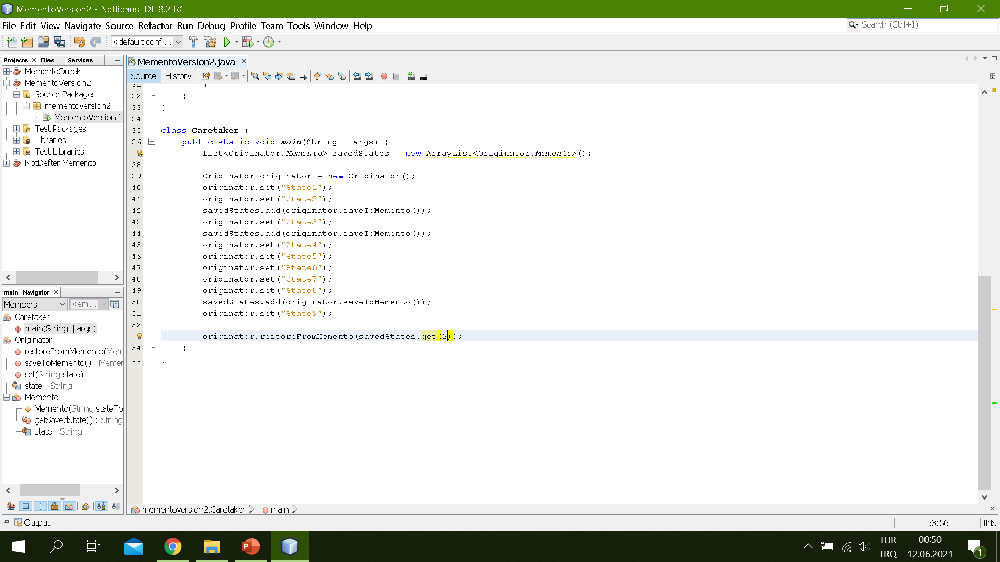 MementoVersion2 - NetBeans IDE 8.2 RC
File Edit View Navigate Source Refactor Run Debug Profile Team Tools Window Help
Search (Ctrl+I)
<default confi...
Projects Files Services
MementoOrnek
MementoVersion2
Source Packages
mementoversion2
MementoVersion2.
Test Packages
Libraries
Test Libraries
NotDefteriMemento
main - Navigator
Members <em...
Caretaker
main(String[] args)
Originator
restoreFromMemento(Mem
saveToMemento() : Memer
set(String state)
state : String
Memento
Memento(String stateTo
getSavedState() : String
state : String
MementoVersion2.java
Source History
31 }
32 }
33 }
34
35 class Caretaker {
36 public static void main(String[] args) {
List<Originator.Memento> savedStates = new ArrayList<Originator.Memento>();
38
39 Originator originator = new Originator();
40 originator.set("State1");
41 originator.set("State2");
42 savedStates.add(originator.saveToMemento());
43 originator.set("State3");
44 savedStates.add(originator.saveToMemento());
45 originator.set("State4");
46 originator.set("State5");
47 originator.set("State6");
48 originator.set("State7");
49 originator.set("State8");
50 savedStates.add(originator.saveToMemento());
51 originator.set("State9");
52
originator.restoreFromMemento(savedStates.get(3));
54 }
55 }
mementoversion2.Caretaker main
Output
53:56 INS
TUR 00:50
TRQ 12.06.2021
1